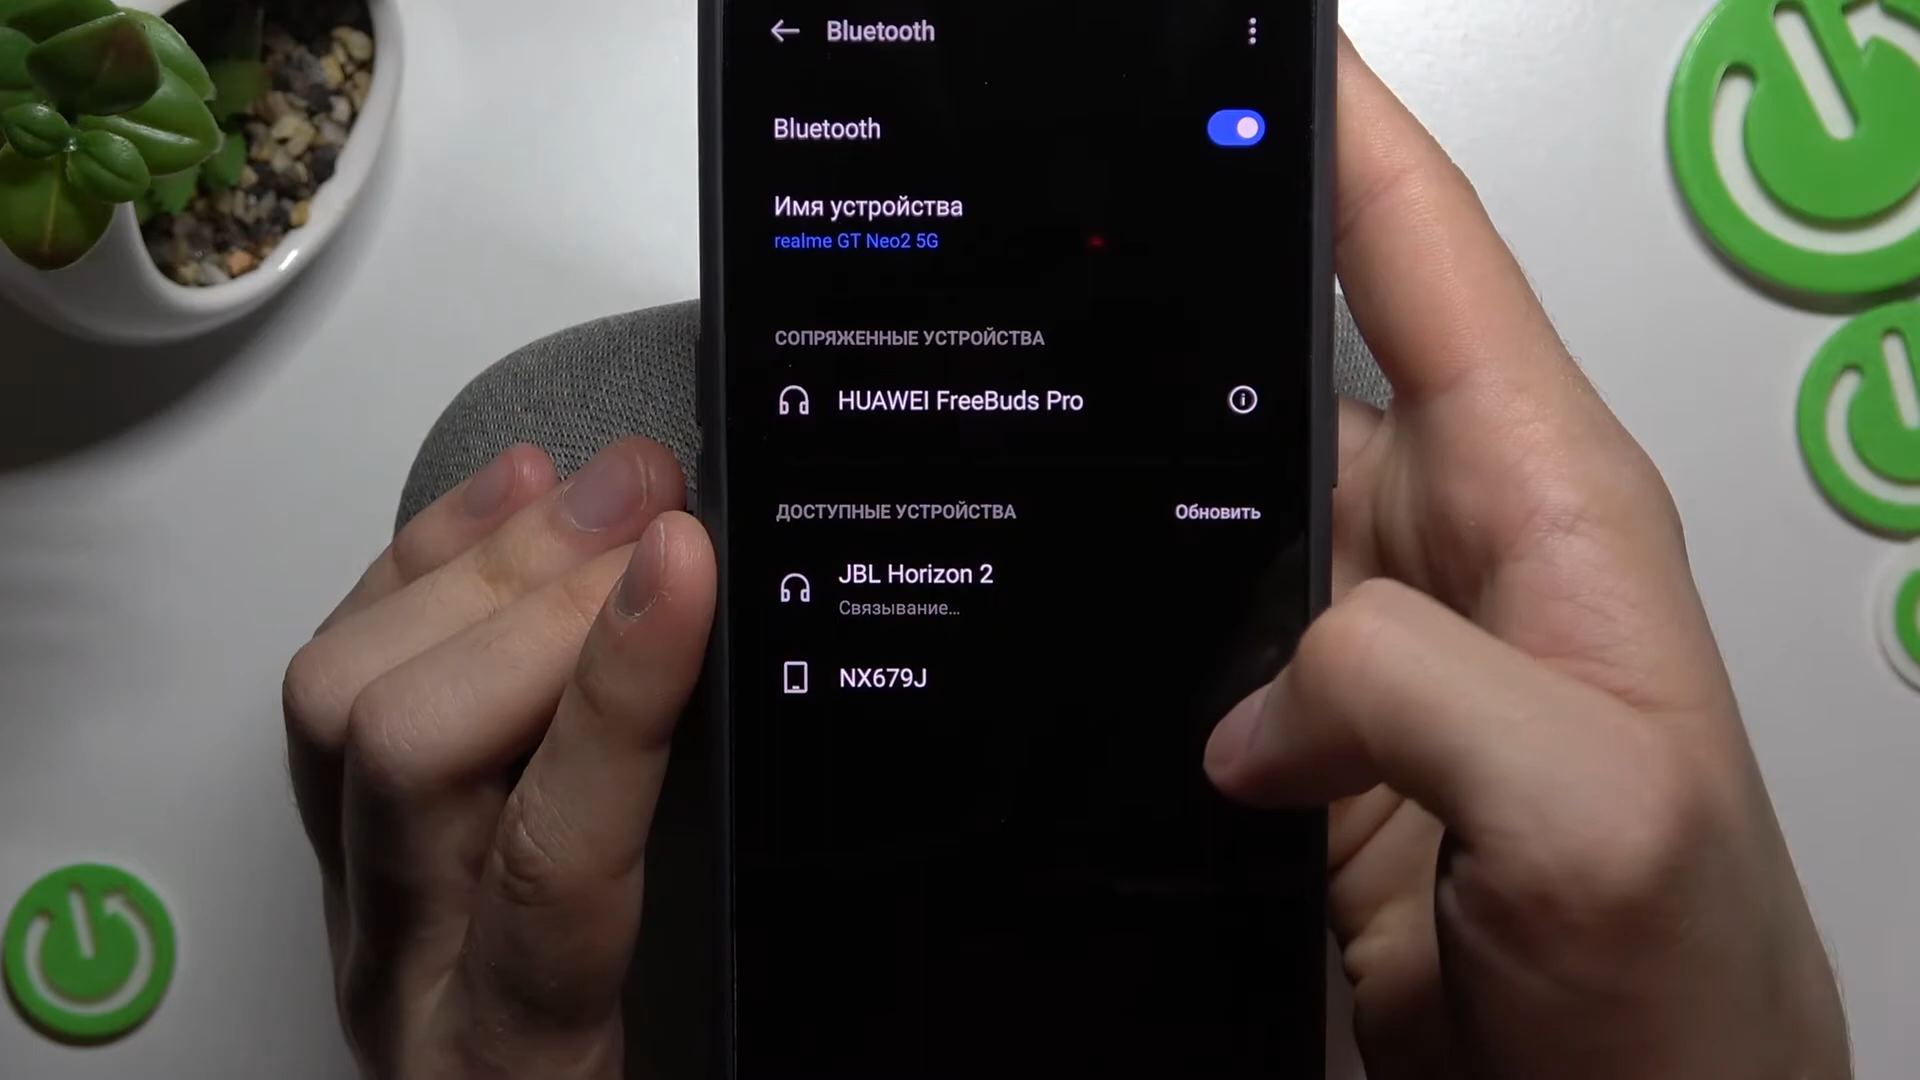 Bluetooth
Bluetooth
Имя устройства
realme GT Neo2 5G
СОПРЯЖЕННЫЕ УСТРОЙСТВА
HUAWEI FreeBuds Pro
ДОСТУПНЫЕ УСТРОЙСТВА Обновить
JBL Horizon 2
Связывание...
NX679J